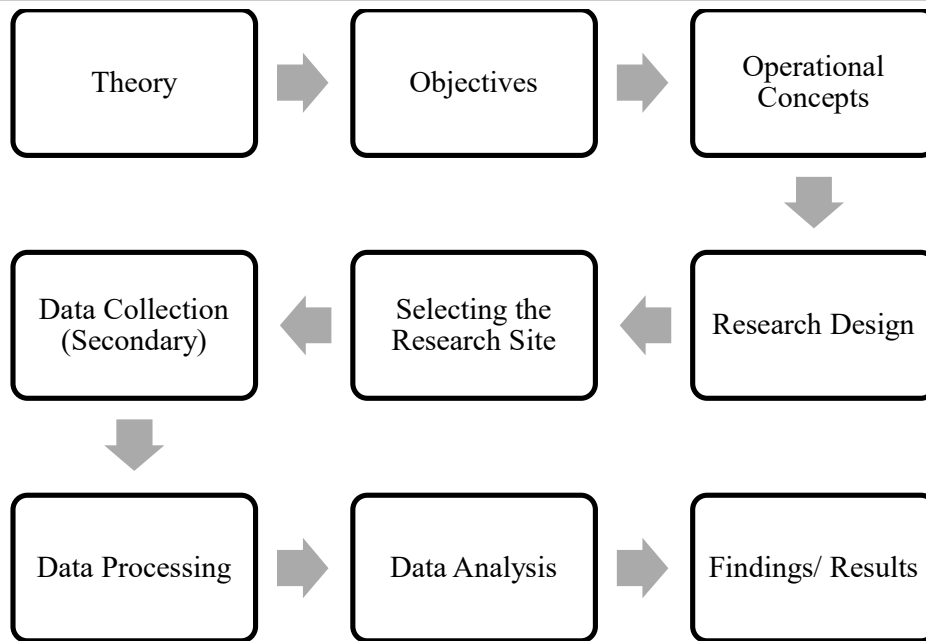 Theory
Objectives
Operational
Concepts
Research Design
Selecting the
Research Site
Data Collection
(Secondary)
Data Processing
Data Analysis
Findings/ Results